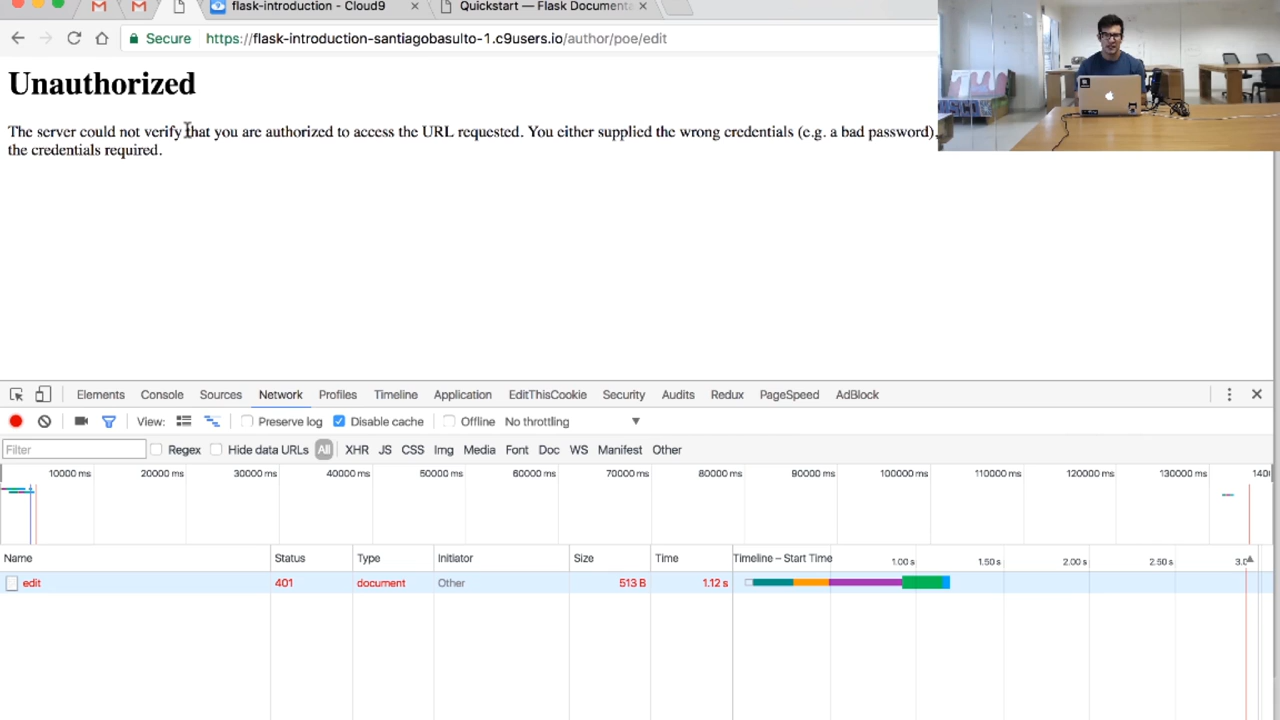 flask-introduction - Cloud9 × Quickstart — Flask Documenta ×
Secure https://flask-introduction-santiagobasulto-1.c9users.io/author/poe/edit
Unauthorized
The server could not verify that you are authorized to access the URL requested. You either supplied the wrong credentials (e.g. a bad password),
the credentials required.
Elements Console Sources Network Profiles Timeline Application EditThisCookie Security Audits Redux PageSpeed AdBlock
View: Preserve log Disable cache Offline No throttling
Filter Regex Hide data URLs All XHR JS CSS Img Media Font Doc WS Manifest Other
10000 ms 20000 ms 30000 ms 40000 ms 50000 ms 60000 ms 70000 ms 80000 ms 90000 ms 100000 ms 110000 ms 120000 ms 130000 ms 140
Name Status Type Initiator Size Time Timeline – Start Time 1.00 s 1.50 s 2.00 s 2.50 s 3.0
edit 401 document Other 513 B 1.12 s